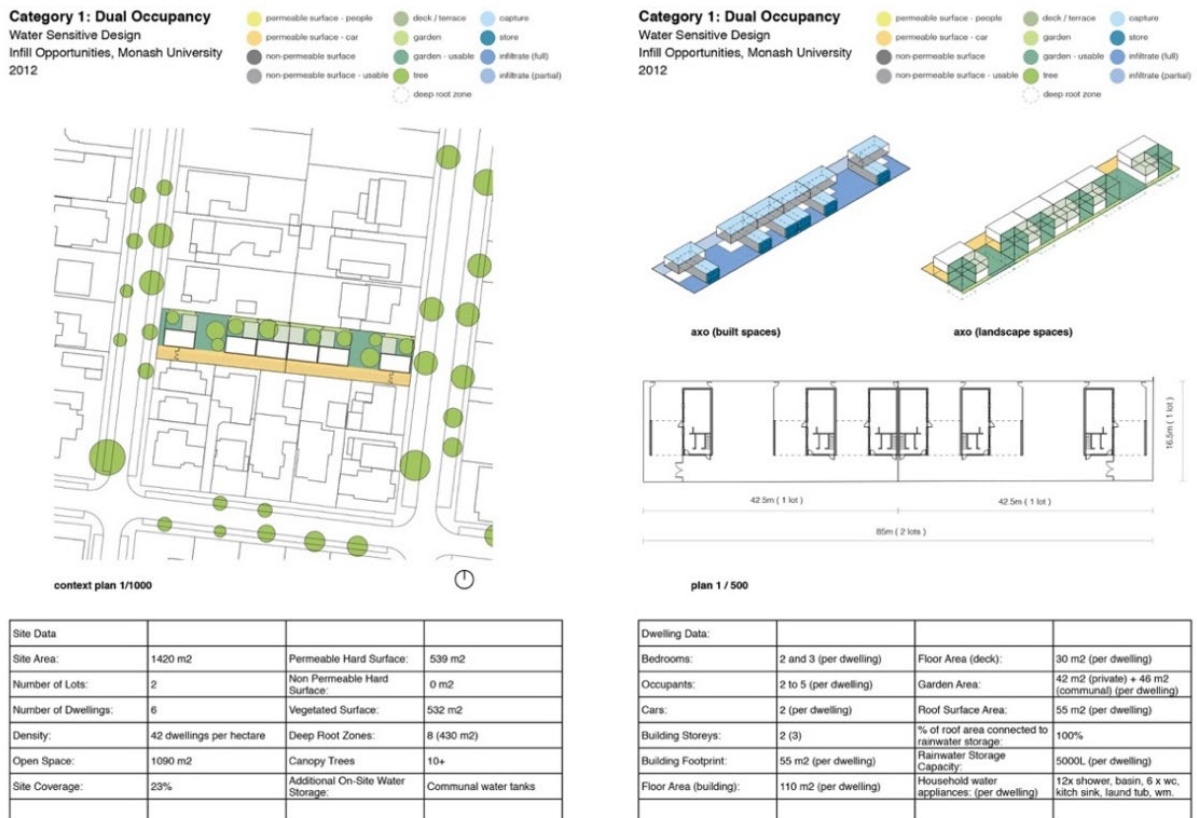 Category 1: Dual Occupancy
Water Sensitive Design
Infill Opportunities, Monash University
2012
permeable surface - people
permeable surface - car
non-permeable surface
non-permeable surface - usable
deck / terrace
garden
garden - usable
tree
deep root zone
capture
store
infiltrate (full)
infiltrate (partial)
context plan 1/1000
Site Data
Site Area: 1420 m2 Permeable Hard Surface: 539 m2
Number of Lots: 2 Non Permeable Hard
Surface: 0 m2
Number of Dwellings: 6 Vegetated Surface: 532 m2
Density: 42 dwellings per hectare Deep Root Zones: 8 (430 m2)
Open Space: 1090 m2 Canopy Trees 10+
Site Coverage: 23% Additional On-Site Water
Storage: Communal water tanks
Category 1: Dual Occupancy
Water Sensitive Design
Infill Opportunities, Monash University
2012
permeable surface - people
permeable surface - car
non-permeable surface
non-permeable surface - usable
deck / terrace
garden
garden - usable
tree
deep root zone
capture
store
infiltrate (full)
infiltrate (partial)
axo (built spaces)
axo (landscape spaces)
16.5m ( 1 lot )
42.5m ( 1 lot )
42.5m ( 1 lot )
85m ( 2 lots )
plan 1 / 500
Dwelling Data:
Bedrooms: 2 and 3 (per dwelling) Floor Area (deck): 30 m2 (per dwelling)
Occupants: 2 to 5 (per dwelling) Garden Area: 42 m2 (private) + 46 m2
(communal) (per dwelling)
Cars: 2 (per dwelling) Roof Surface Area: 55 m2 (per dwelling)
Building Storeys: 2 (3) % of roof area connected to
rainwater storage: 100%
Building Footprint: 55 m2 (per dwelling) Rainwater Storage
Capacity: 5000L (per dwelling)
Floor Area (building): 110 m2 (per dwelling) Household water
appliances: (per dwelling) 12x shower, basin, 6 x wc,
kitch sink, laund tub, wm.